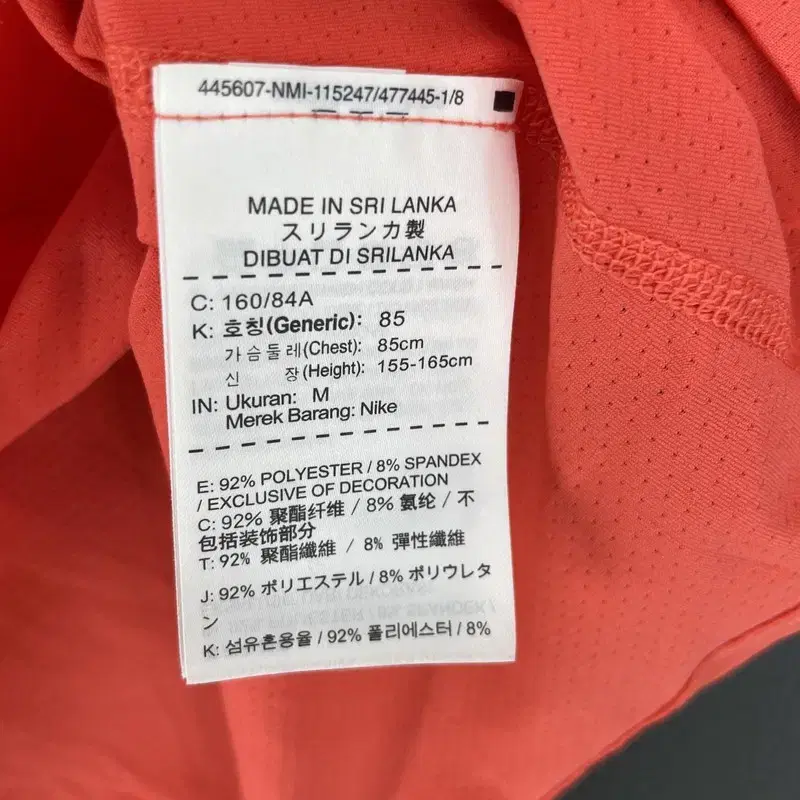 445607-NMI-115247/477445-1/8
MADE IN SRI LANKA
スリランカ製
DIBUAT DI SRILANKA
C: 160/84A
K: 호칭(Generic): 85
가슴둘레(Chest): 85cm
신 장(Height): 155-165cm
IN: Ukuran: M
Merek Barang: Nike
E: 92% POLYESTER / 8% SPANDEX
/ EXCLUSIVE OF DECORATION
C: 92% 聚酯纤维 / 8% 氨纶 / 不
包括装饰部分
T: 92% 聚酯纖維 / 8% 彈性纖維
J: 92% ポリエステル / 8% ポリウレタ
ン
K: 섬유혼용율 / 92% 폴리에스터 / 8%